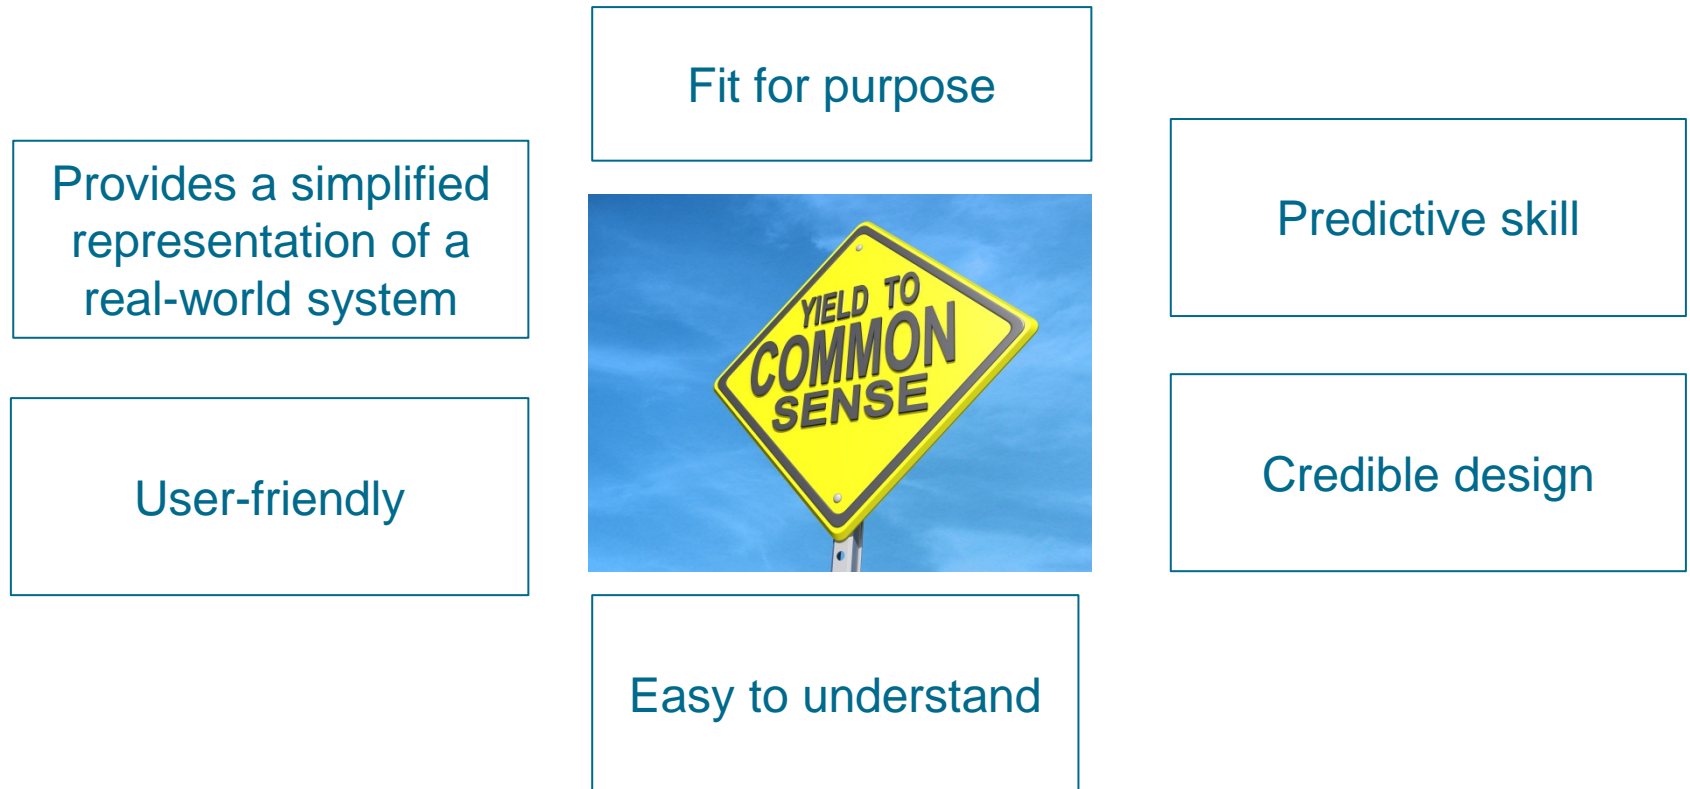 Fit for purpose
Provides a simplified
representation of a
real-world system
Predictive skill
YIELD TO
COMMON
SENSE
User-friendly
Credible design
Easy to understand